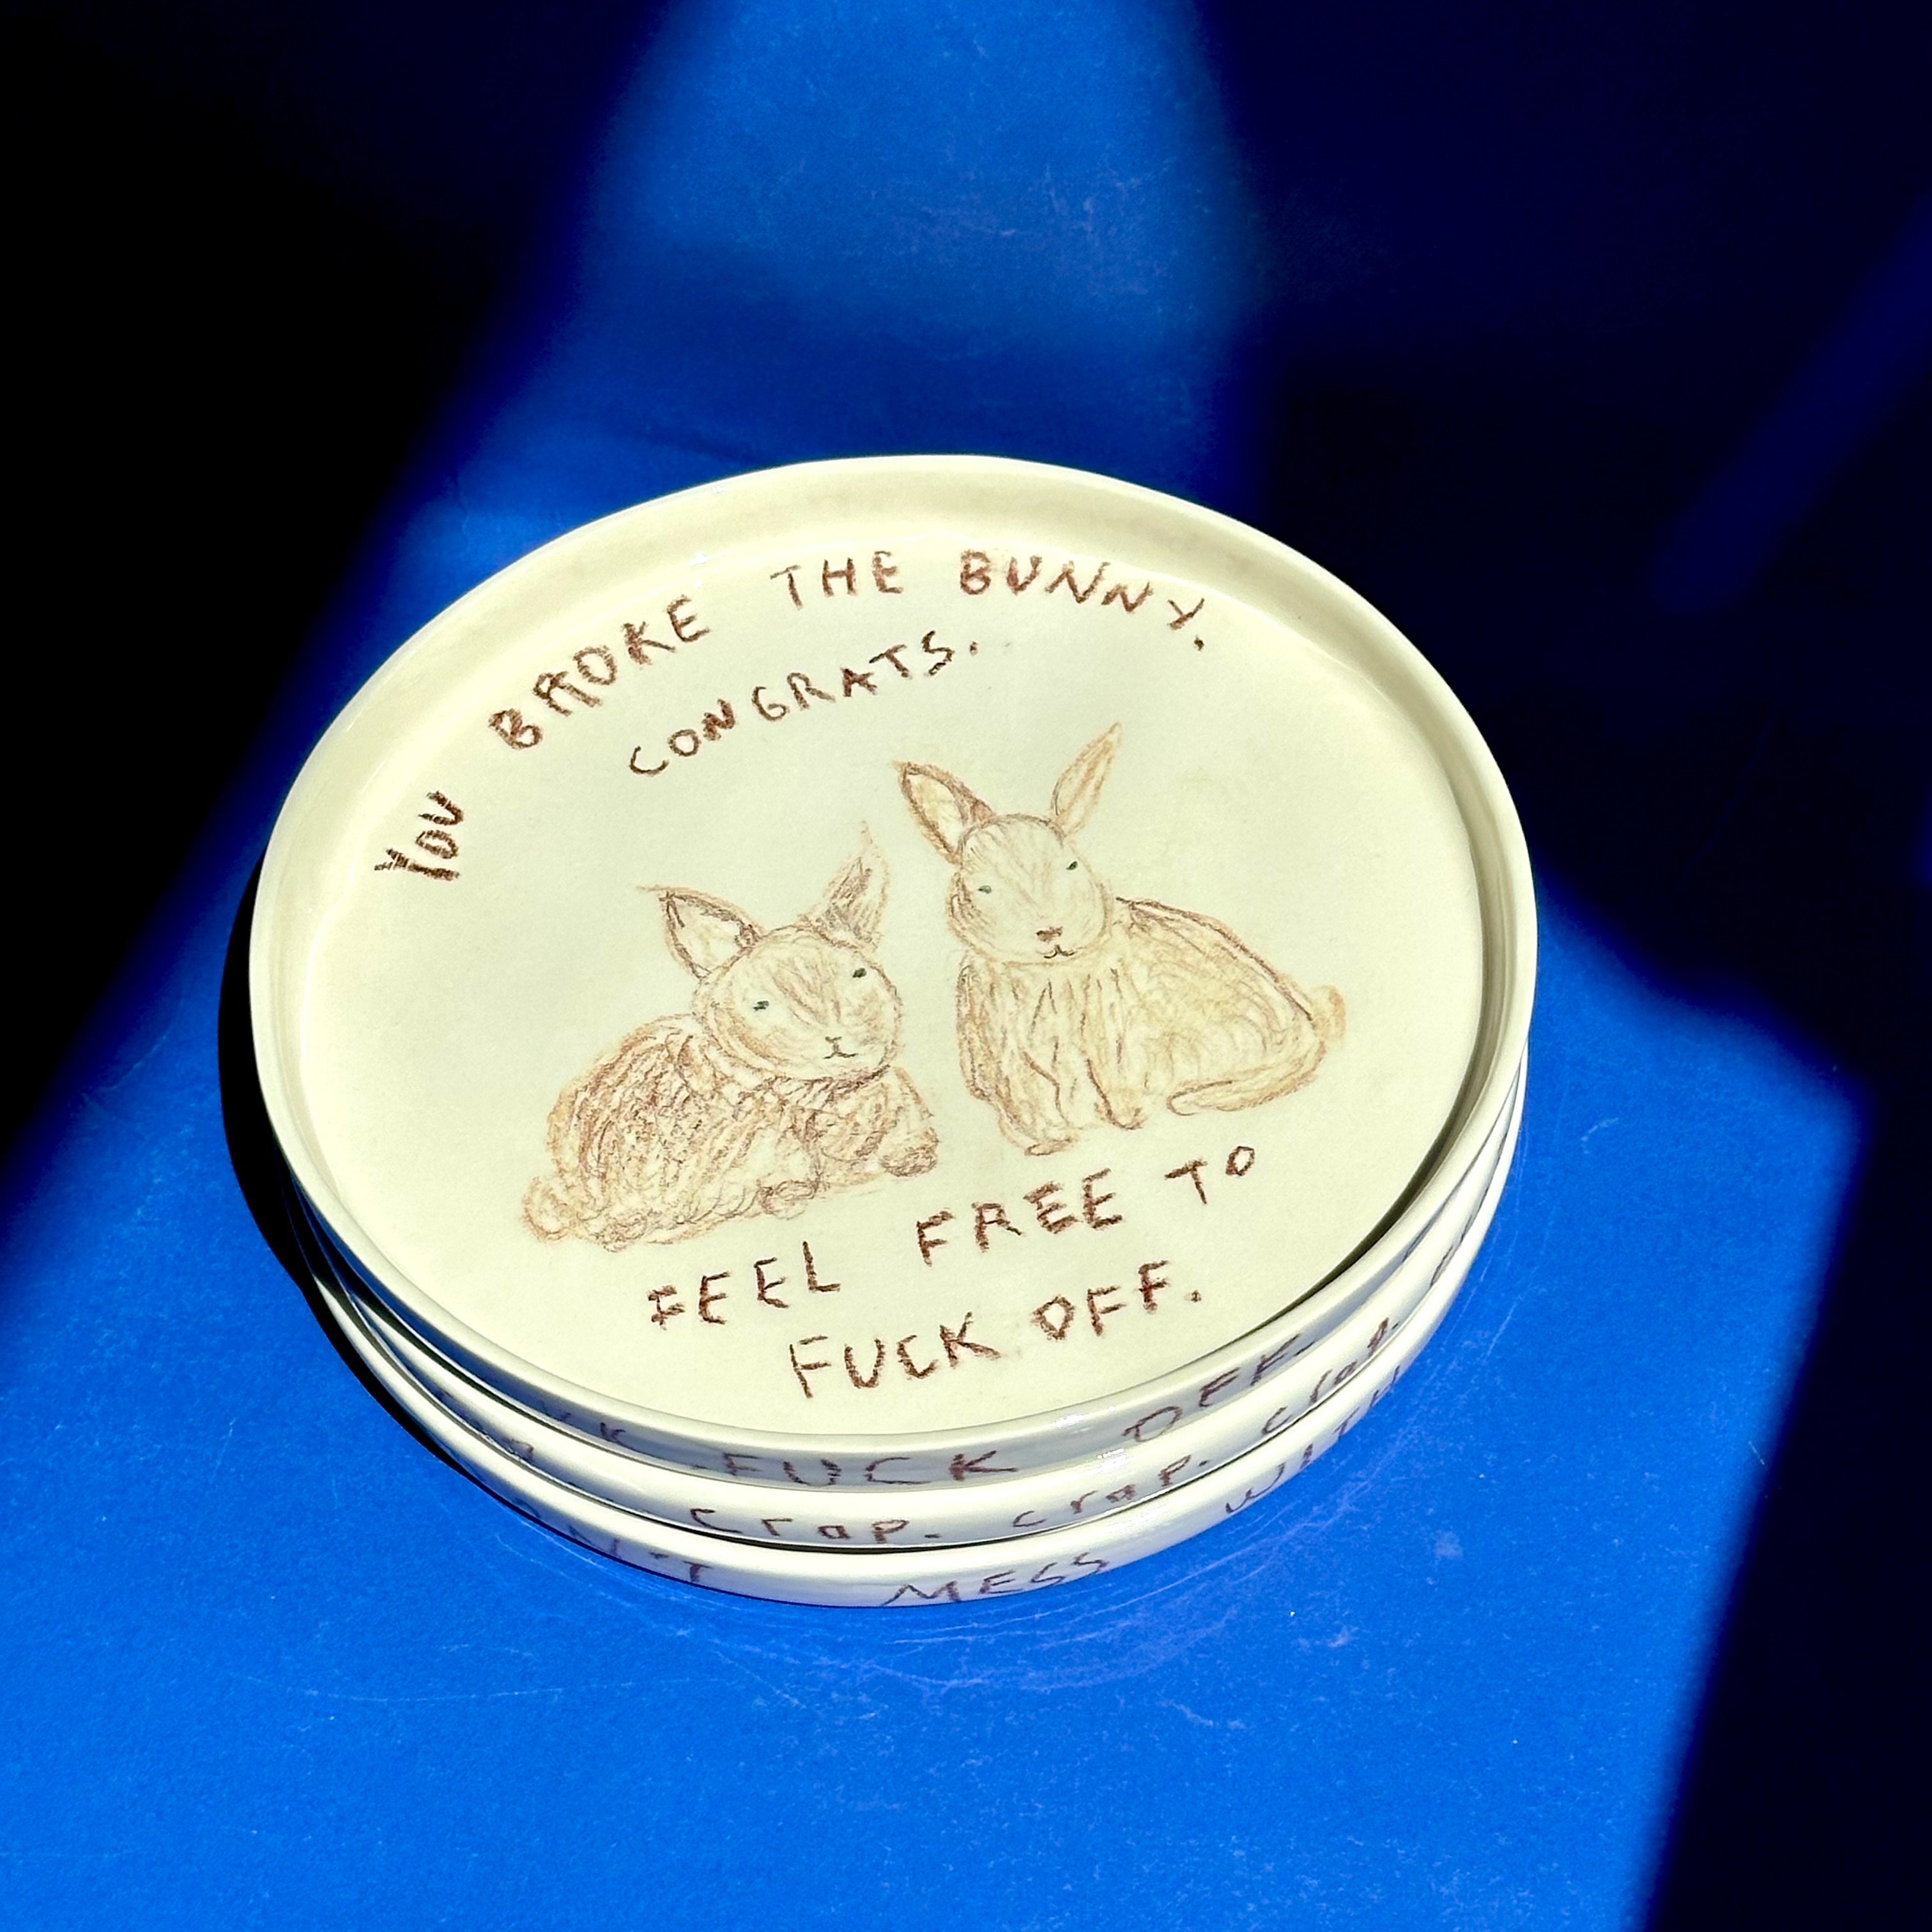 YOU BROKE THE BUNNY.
CONGRATS.
FEEL FREE TO
FUCK OFF.
FUCK OFF.
crap. crap. crap.
MESS WITH